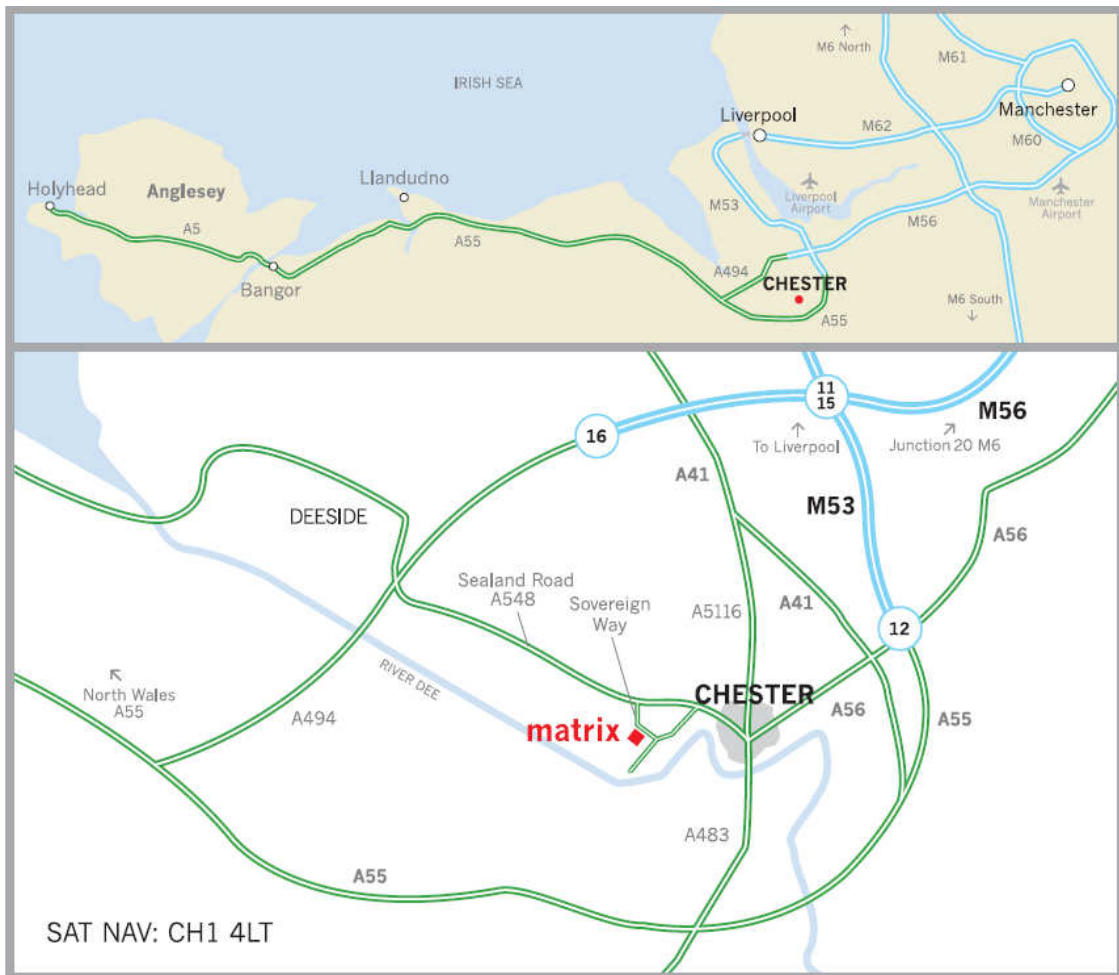 ↑
M6 North
M61
IRISH SEA
Manchester
Liverpool
M62
M60
Llandudno
Holyhead
Anglesey
Liverpool
Airport
Manchester
Airport
M53
A5
A55
M56
A494
CHESTER
Bangor
M6 South
↓
A55
11
15
M56
16
↑
To Liverpool
↗
Junction 20 M6
A41
M53
DEESIDE
A56
Sealand Road
A548
Sovereign
Way
A5116
A41
12
RIVER DEE
↖
North Wales
A55
CHESTER
A494
matrix
A56
A55
A483
A55
SAT NAV: CH1 4LT